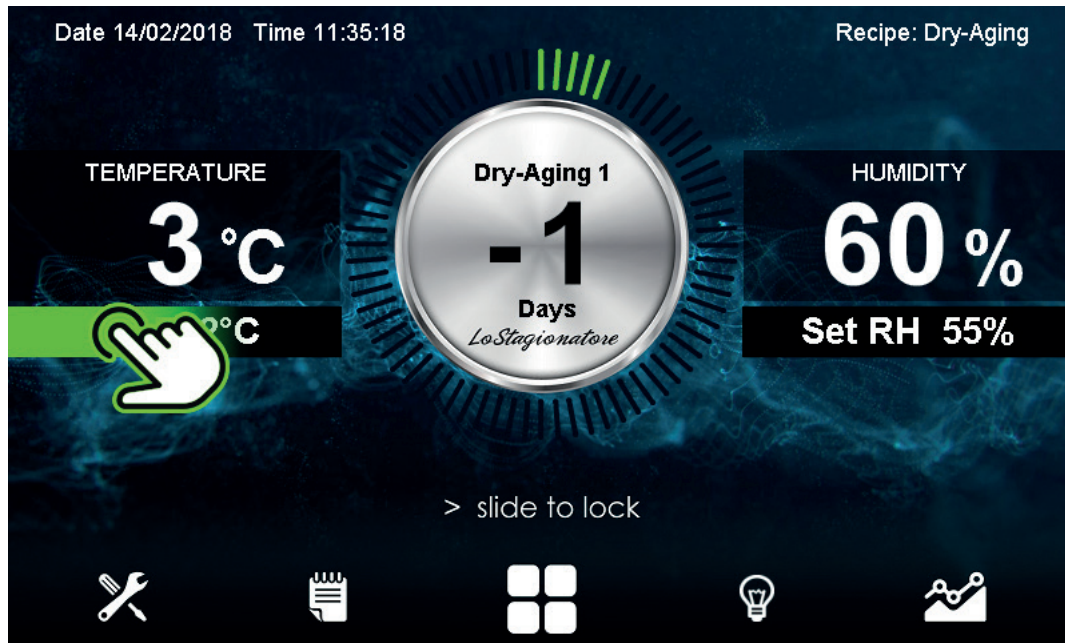 Date 14/02/2018 Time 11:35:18
Recipe: Dry-Aging
TEMPERATURE
3 °C
°C
Dry-Aging 1
- 1
Days
LoStagionatore
HUMIDITY
60 %
Set RH 55%
> slide to lock